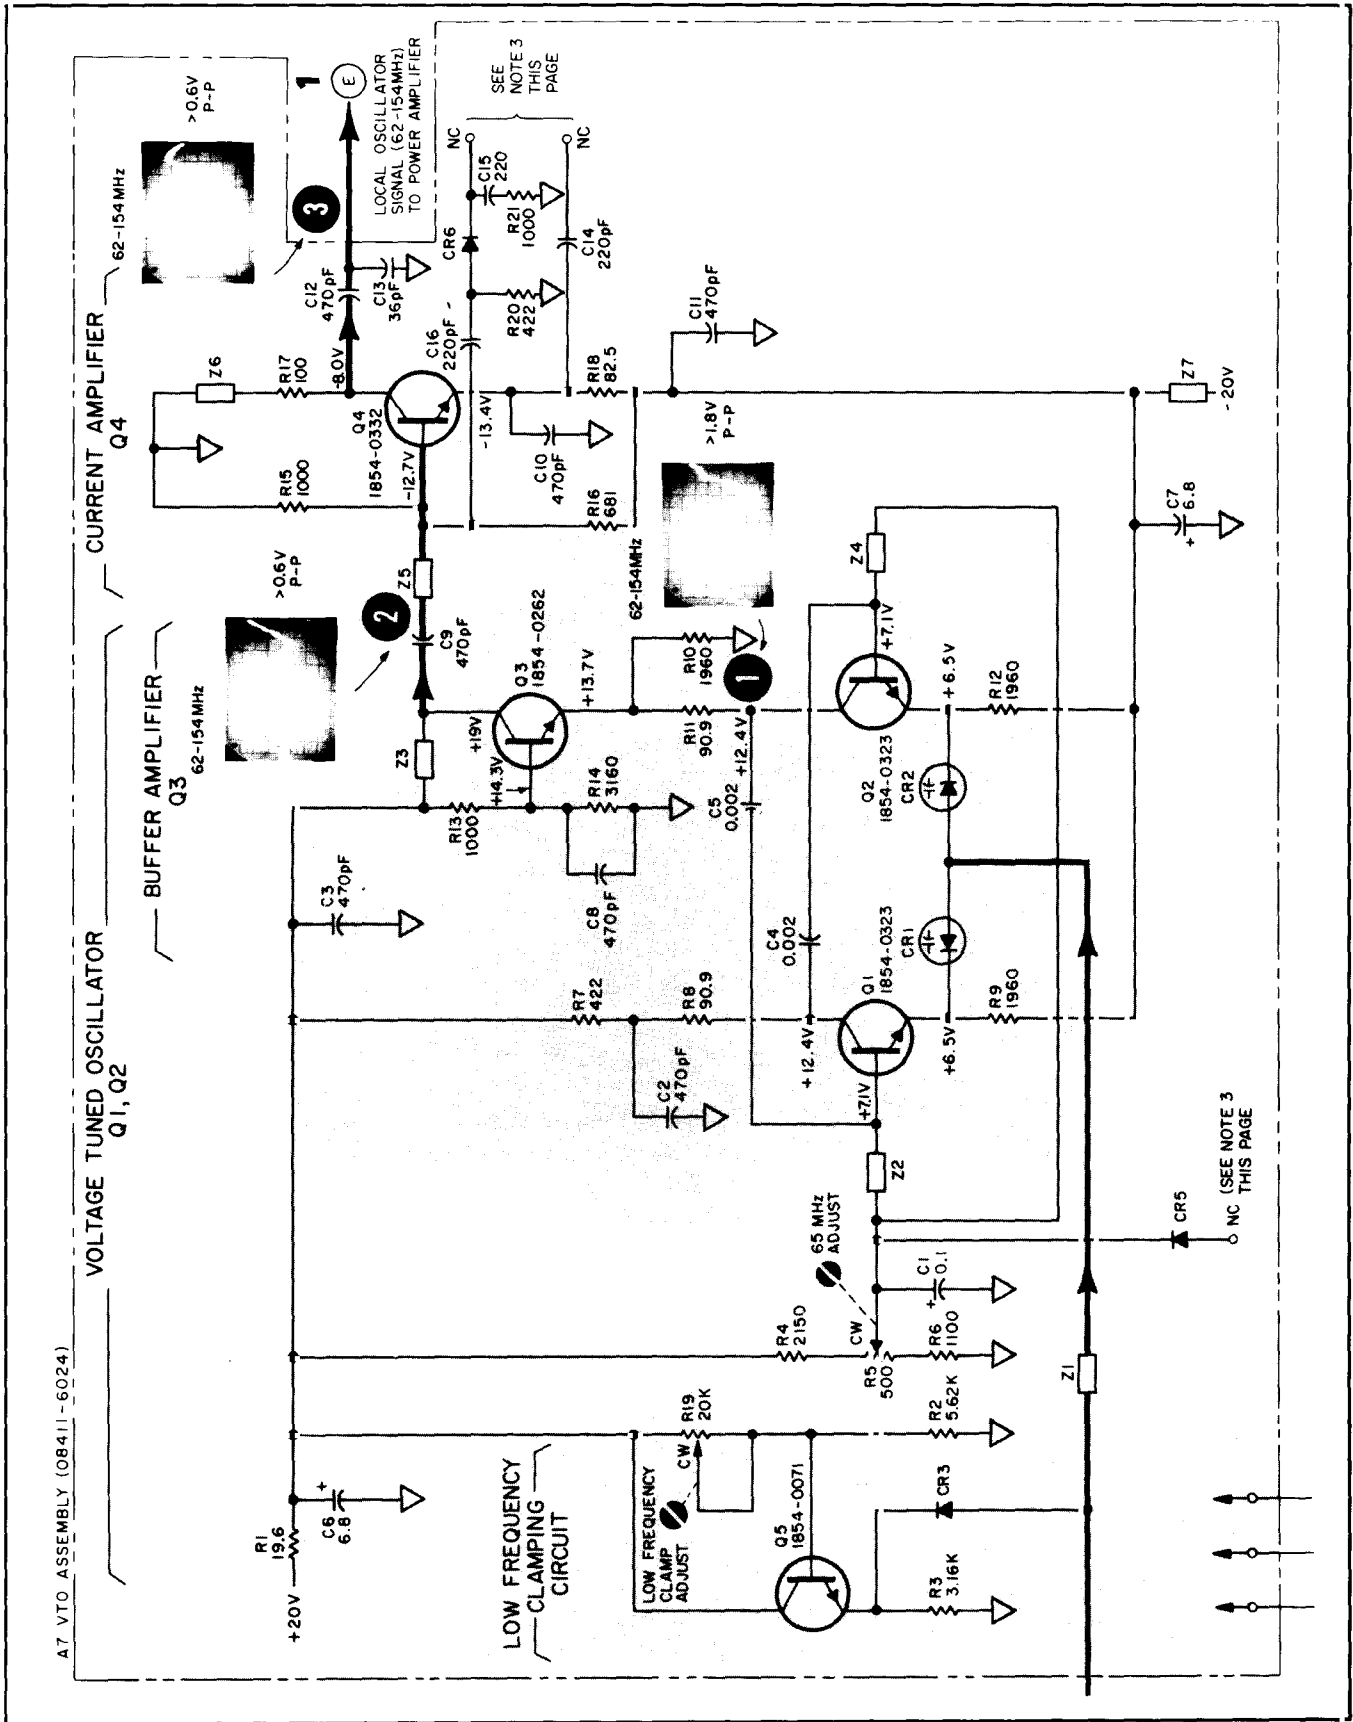 A7 VTO ASSEMBLY (08411-6024)
VOLTAGE TUNED OSCILLATOR
Q1, Q2
BUFFER AMPLIFIER
Q3
CURRENT AMPLIFIER
Q4
62-154MHz
>0.6V
P-P
62-154MHz
>0.6V
P-P
1
E
LOCAL OSCILLATOR
SIGNAL (62-154MHz)
TO POWER AMPLIFIER
3
2
R1
19.6
+20V
C6
6.8
+
C3
470pF
Z3
C9
470pF
Z5
R15
1000
Z6
R17
100
-8.0V
C12
470pF
C13
36pF
Q4
1854-0332
-12.7V
-13.4V
C16
220pF
CR6
C15
220
R21
1000
R20
422
C14
220pF
NC
NC
SEE
NOTE 3
THIS
PAGE
C10
470pF
R18
82.5
R16
681
C11
470pF
R13
1000
+14.3V
+19V
Q3
1854-0262
+13.7V
R14
3160
C8
470pF
R7
422
R8
90.9
C2
470pF
R11
90.9
R10
1960
1
62-154MHz
>1.8V
P-P
+12.4V
C5
0.002
C4
0.002
+12.4V
LOW FREQUENCY
CLAMPING
CIRCUIT
LOW FREQUENCY
CLAMP
ADJUST
CW
R19
20K
Q5
1854-0071
R2
5.62K
R3
3.16K
CR3
R4
2150
CW
R5
500
R6
1100
65 MHz
ADJUST
C1
0.1
+
Z2
+7.1V
Q1
1854-0323
+6.5V
R9
1960
CR1
Q2
1854-0323
CR2
+7.1V
+6.5V
R12
1960
Z4
C7
6.8
+
Z7
-20V
Z1
CR5
NC (SEE NOTE 3
THIS PAGE